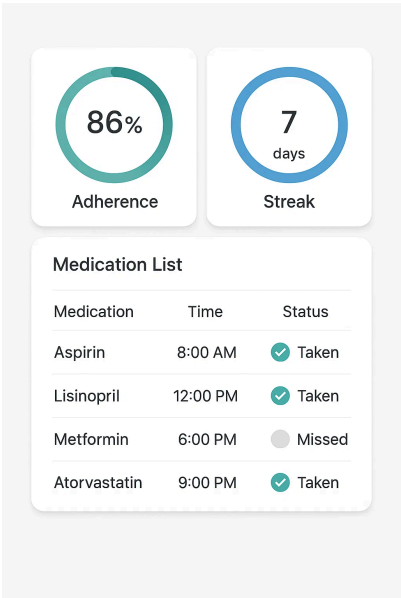 86%
Adherence
7
days
Streak
Medication List
Medication Time Status
Aspirin 8:00 AM Taken
Lisinopril 12:00 PM Taken
Metformin 6:00 PM Missed
Atorvastatin 9:00 PM Taken